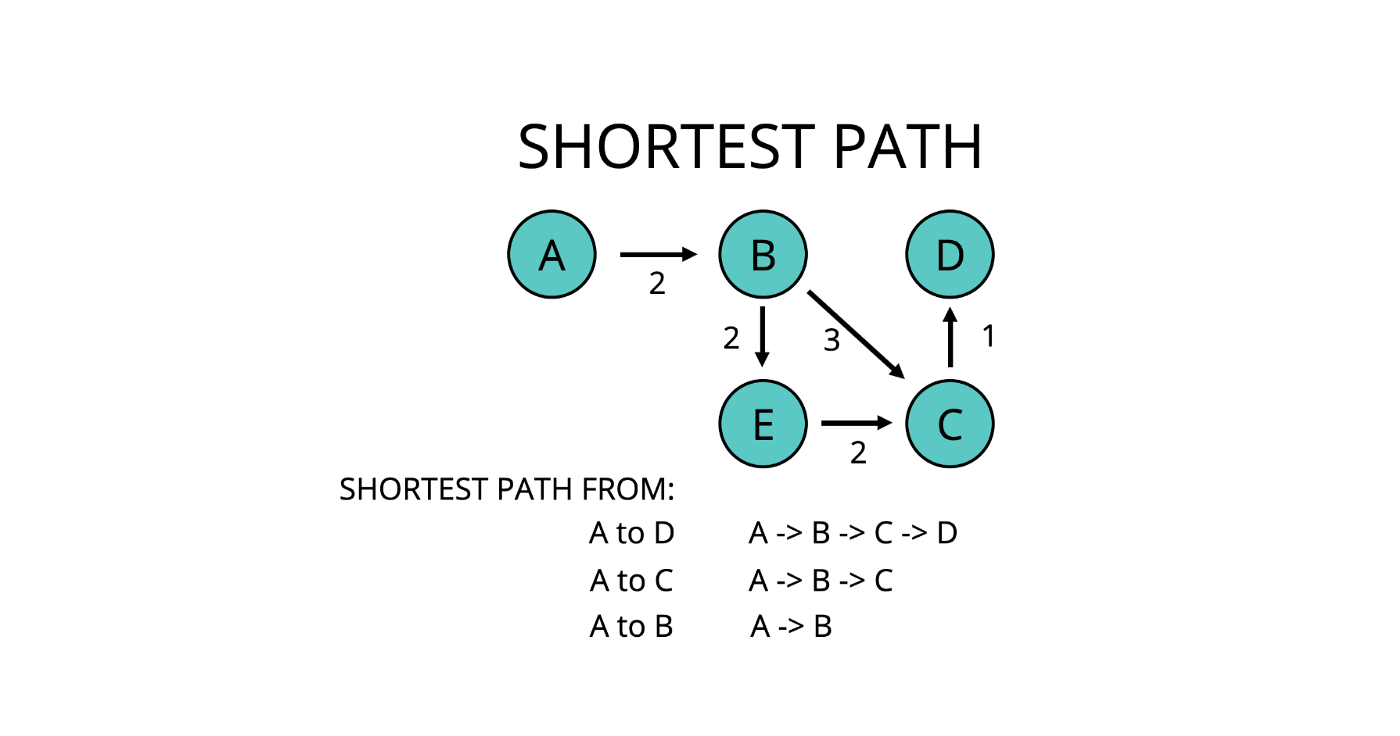 SHORTEST PATH
A
B
D
2
2
3
1
E
C
2
SHORTEST PATH FROM:
A to D A -> B -> C -> D
A to C A -> B -> C
A to B A -> B